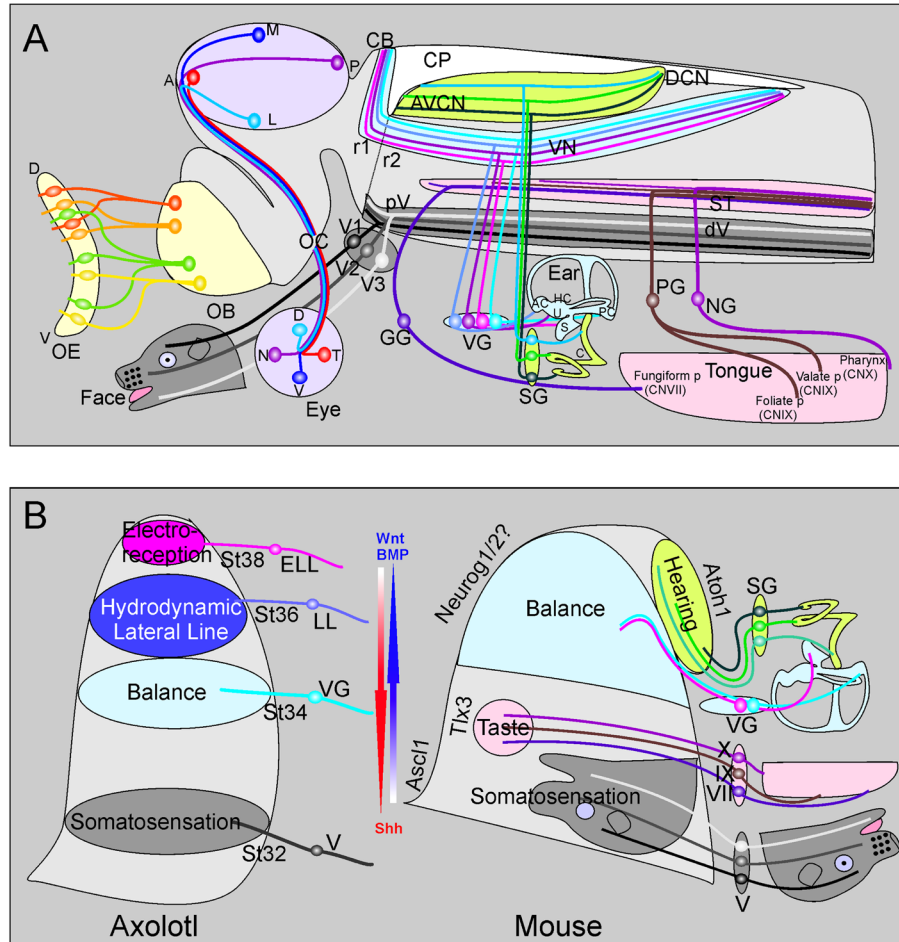 A
M
P
A
L
CB
CP
DCN
AVCN
VN
r1
r2
D
ST
pV
dV
V1
OC
V2
V3
Ear
PG
NG
OB
V
OE
D
AC
HC
U
PC
S
GG
VG
C
N
T
V
Eye
Face
SG
Tongue
Pharynx
(CNX)
Fungiform p
(CNVII)
Valate p
(CNIX)
Foliate p
(CNIX)
B
Electro-
reception
St38
ELL
Hydrodynamic
Lateral Line
St36
LL
Balance
VG
St34
Somatosensation
St32
V
Axolotl
Wnt
BMP
Shh
Neurog1/2?
Balance
Hearing
Atoh1
SG
VG
Tlx3
Taste
Ascl1
X
IX
VII
Somatosensation
V
Mouse